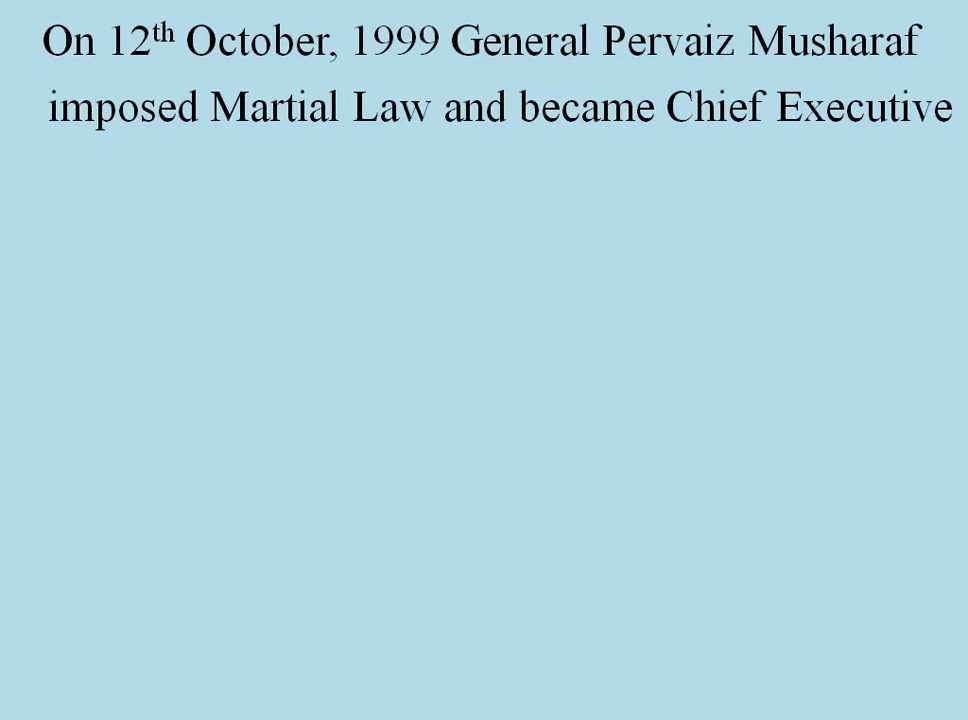 On 12th October, 1999 General Pervaiz Musharaf
imposed Martial Law and became Chief Executive